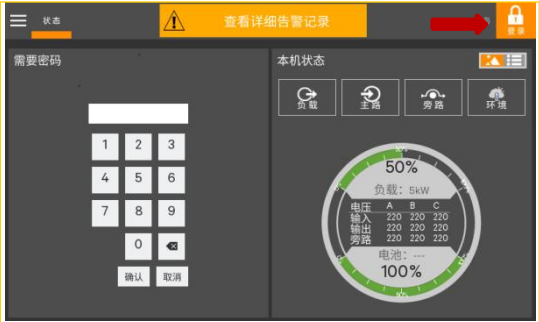 状态
查看详细告警记录
登录
需要密码
本机状态
1 2 3
4 5 6
7 8 9
0
确认 取消
负载 主路 旁路 环境
50%
负载: 5kW
电压 A B C
输入 220 220 220
输出 220 220 220
旁路 220 220 220
电池: ---
100%